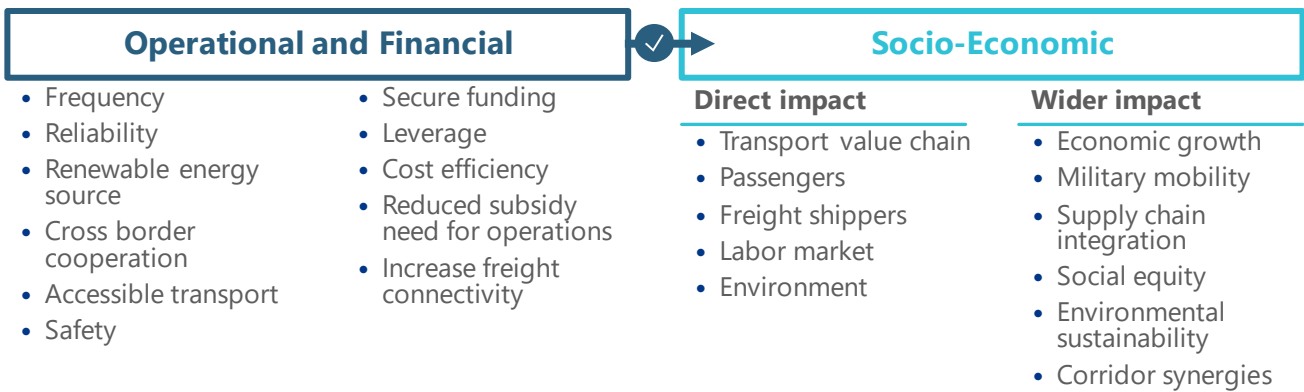 Operational and Financial
Socio-Economic
• Frequency
• Reliability
• Renewable energy
source
• Cross border
cooperation
• Accessible transport
• Safety
• Secure funding
• Leverage
• Cost efficiency
• Reduced subsidy
need for operations
• Increase freight
connectivity
Direct impact
• Transport value chain
• Passengers
• Freight shippers
• Labor market
• Environment
Wider impact
• Economic growth
• Military mobility
• Supply chain
integration
• Social equity
• Environmental
sustainability
• Corridor synergies